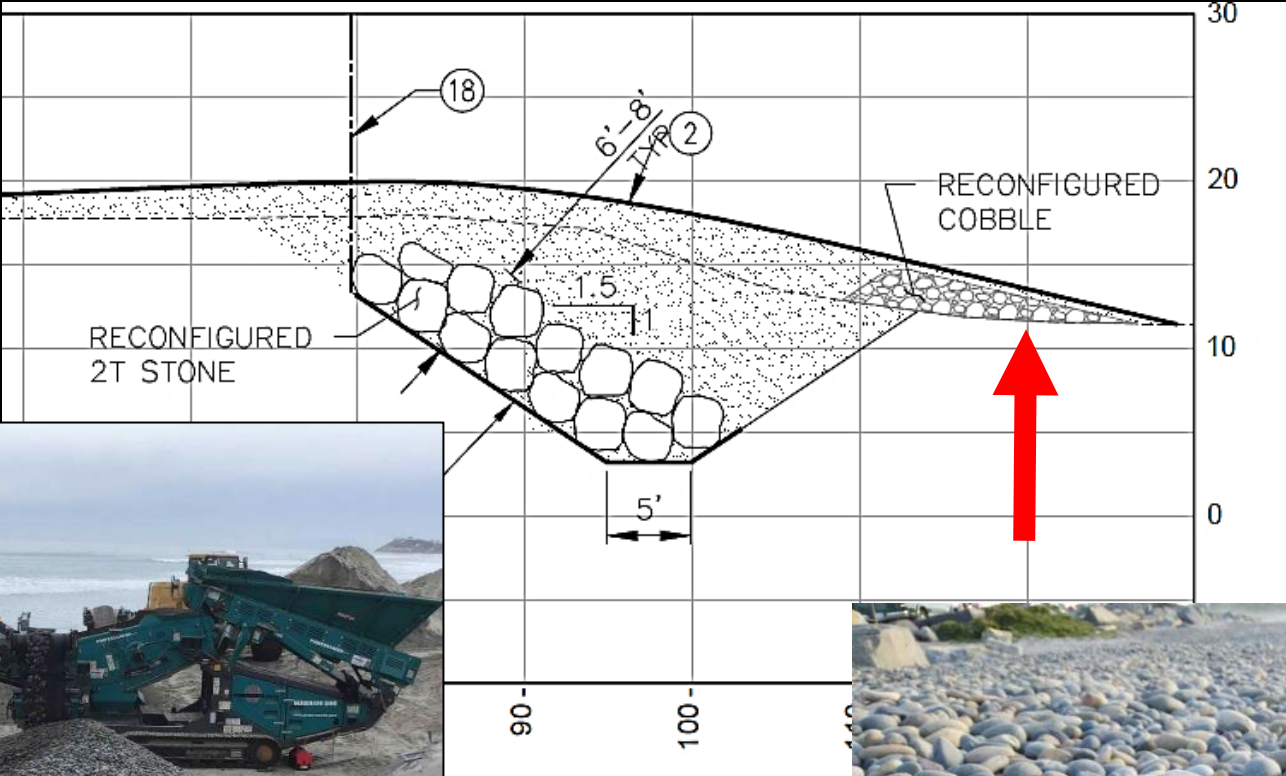 30
18
6'-8'
TYP
2
20
RECONFIGURED
COBBLE
1.5
1
RECONFIGURED
2T STONE
10
5'
0
90-
100-